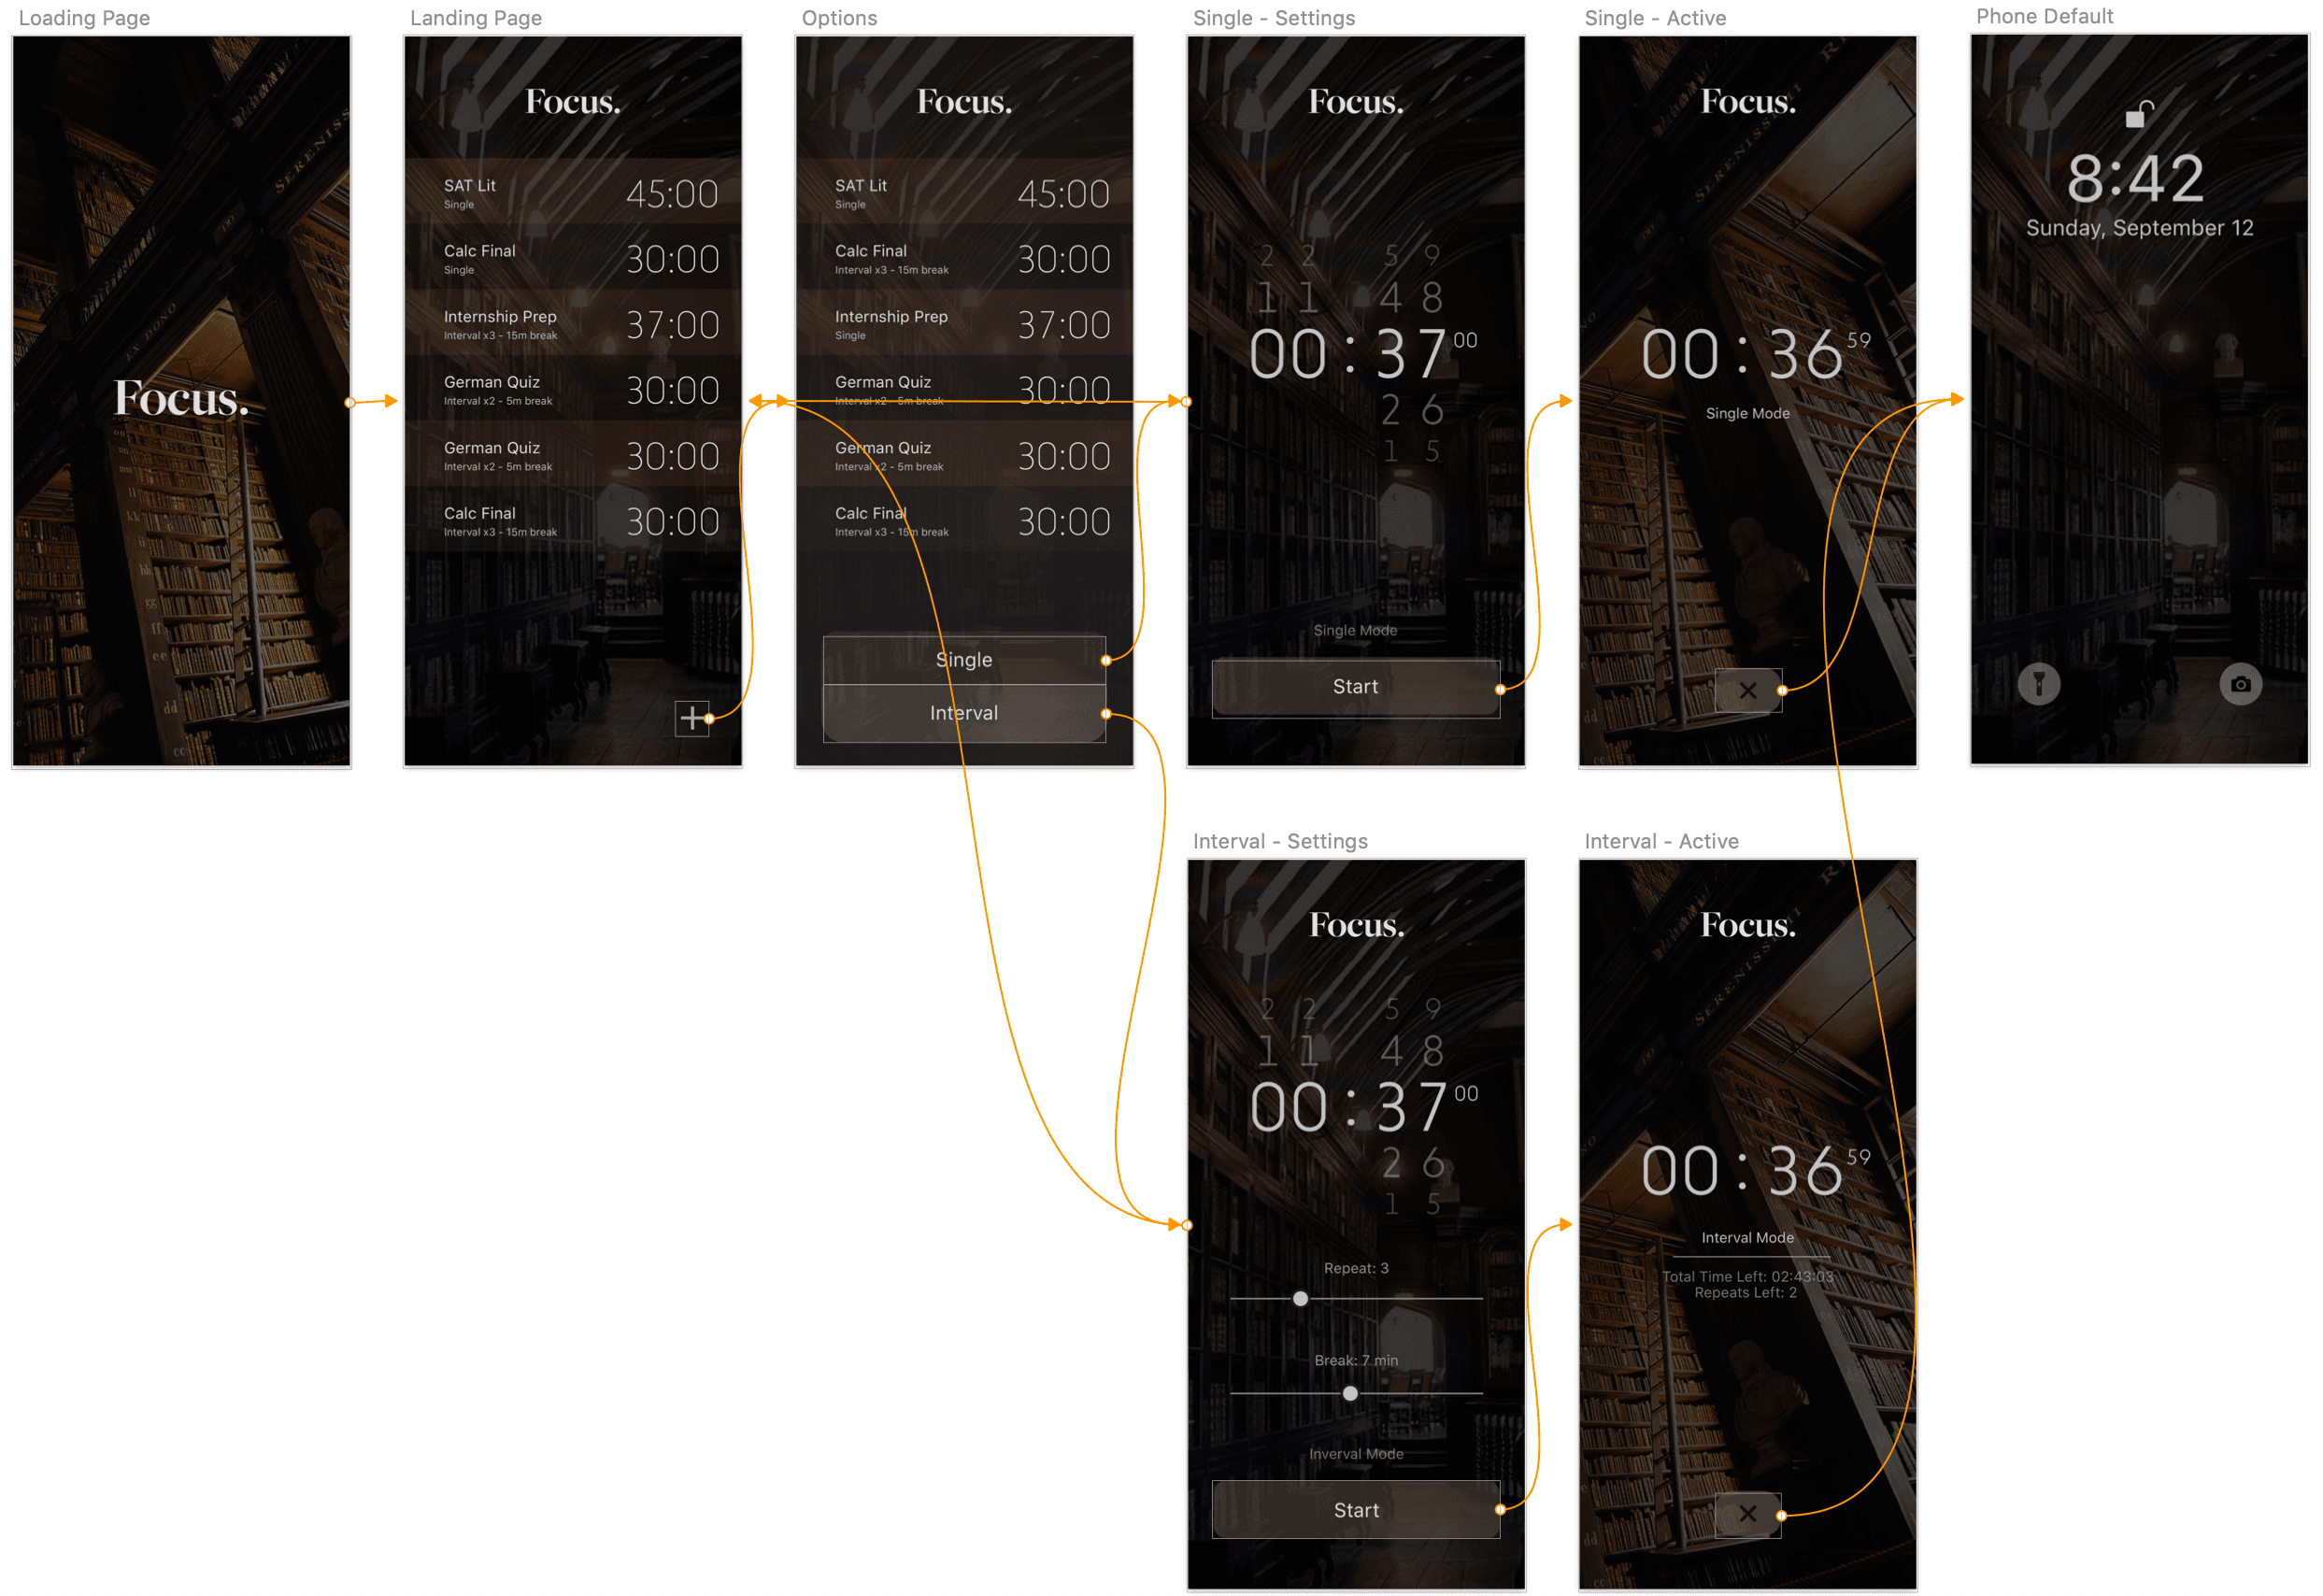 Loading Page
Focus.
SERENISS
EX DONO
DO
Landing Page
Focus.
SAT Lit 45:00
Single
Calc Final 30:00
Single
Internship Prep 37:00
Interval x3 - 15m break
German Quiz 30:00
Interval x2 - 5m break
German Quiz 30:00
Interval x2 - 5m break
Calc Final 30:00
Interval x3 - 15m break
Options
Focus.
SAT Lit 45:00
Single
Calc Final 30:00
Interval x3 - 15m break
Internship Prep 37:00
Single
German Quiz 30:00
Interval x2 - 5m break
German Quiz 30:00
Interval x2 - 5m break
Calc Final 30:00
Interval x3 - 15m break
Single
Interval
Single - Settings
Focus.
2 2 5 9
1 1 4 8
00 : 37 00
2 6
1 5
Single Mode
Start
Single - Active
Focus.
00 : 36 59
Single Mode
Phone Default
8:42
Sunday, September 12
Interval - Settings
Focus.
2 2 5 9
1 1 4 8
00 : 37 00
2 6
1 5
Repeat: 3
Break: 7 min
Inverval Mode
Start
Interval - Active
Focus.
SERENISSIMI
00 : 36 59
Interval Mode
Total Time Left: 02:43:03
Repeats Left: 2